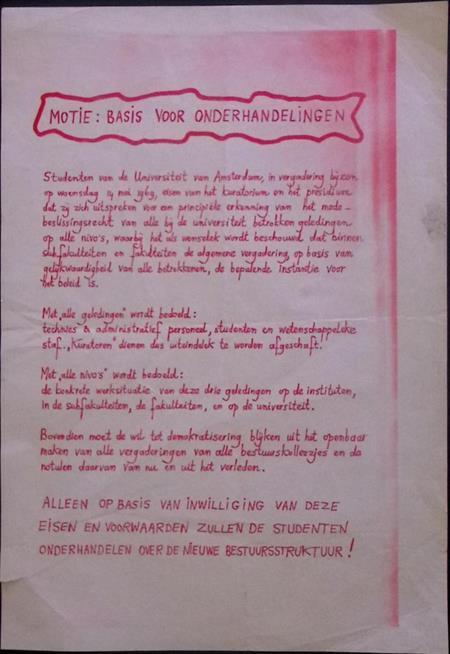 MOTIE: BASIS VOOR ONDERHANDELINGEN
Studenten van de Universiteit van Amsterdam, in vergadering bijeen
op woensdag mei 1969, eisen van het kuratorium en het presidium
dat zij zich uitspreken voor een principiële erkenning van het mede-
beslissingsrecht van alle bij de universiteit betrokken geledingen
op alle nivo's, waarbij het als wenselek wordt beschouwd dat binnen
subfakulteiten en fakulteiten de algemene vergadering, op basis van
gelijkwaardigheid van alle betrokkenen, de bepalende instantie voor
het beleid is.
Met „alle geledingen" wordt bedoeld:
technies & administratief personeel, studenten en wetenschappeleke
staf. „Kuratoren" dienen dus uiteindelek te worden afgeschaft.
Met „alle nivo's" wordt bedoeld:
de konkrete werksituatie van deze drie geledingen op de instituten,
in de subfakulteiten, de fakulteiten, en op de universiteit.
Bovendien moet de wil tot demokratisering blijken uit het openbaar
maken van alle vergaderingen van alle bestuurskolleezjes en de
notulen daarvan van nu en uit het verleden.
ALLEEN OP BASIS VAN INWILLIGING VAN DEZE
EISEN EN VOORWAARDEN ZULLEN DE STUDENTEN
ONDERHANDELEN OVER DE NIEUWE BESTUURSSTRUKTUUR!